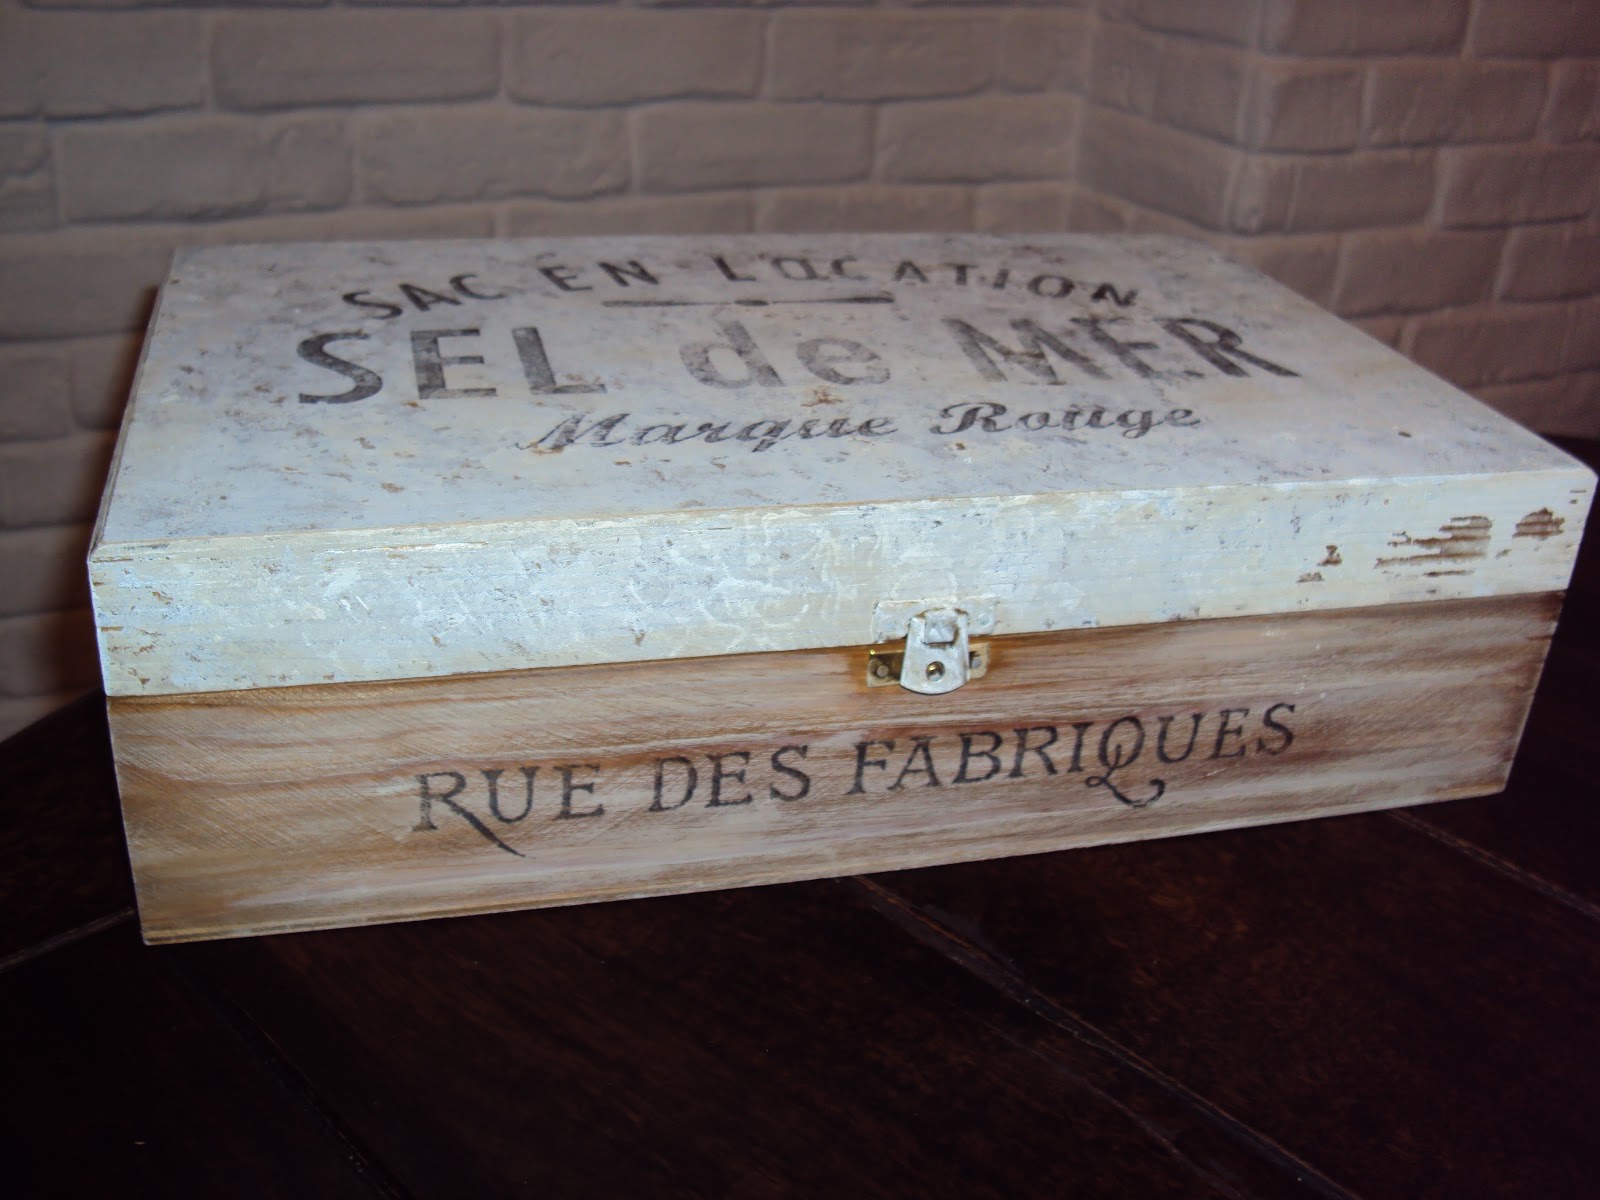 SAC EN LOCATION
SEL de MER
Marque Rouge
RUE DES FABRIQUES